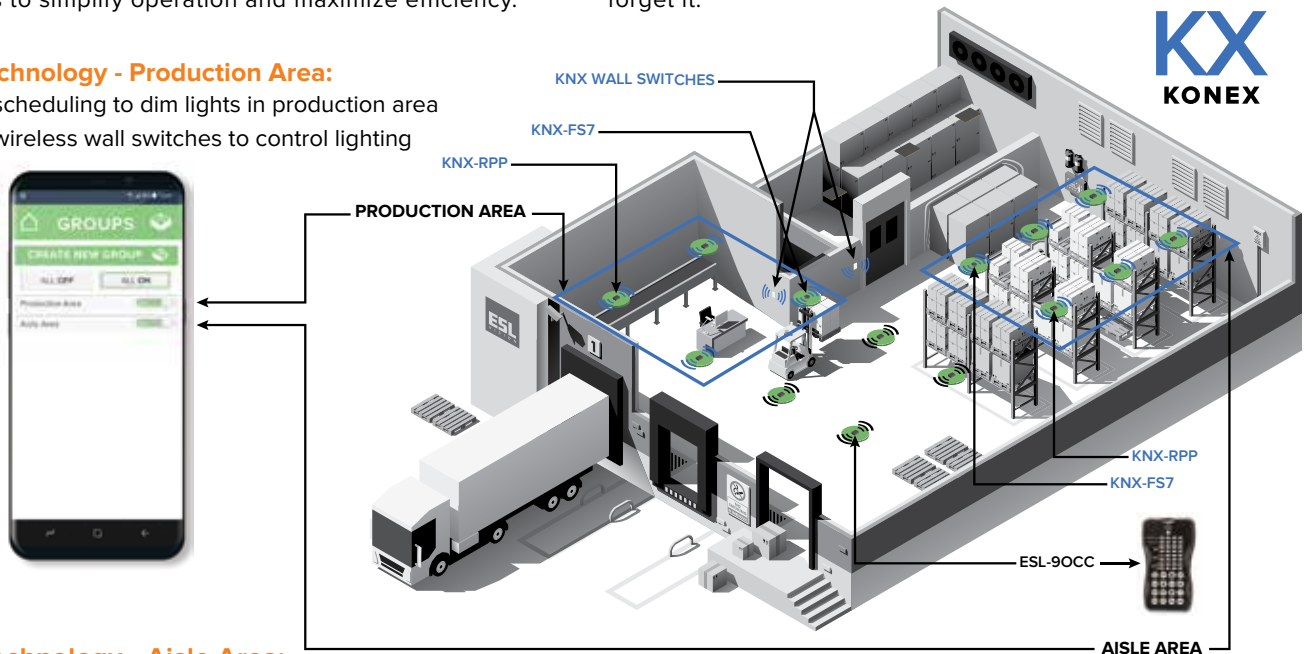 s to simplify operation and maximize efficiency.
forget it.
chnology - Production Area:
scheduling to dim lights in production area
wireless wall switches to control lighting
KX
KONEX
KNX WALL SWITCHES
KNX-FS7
KNX-RPP
PRODUCTION AREA
GROUPS
CREATE NEW GROUP
ALL OFF
ALL ON
Production Area
Aisle Area
ESL
1
KNX-RPP
KNX-FS7
ESL-90CC
AISLE AREA
chnology - Aisle Area: